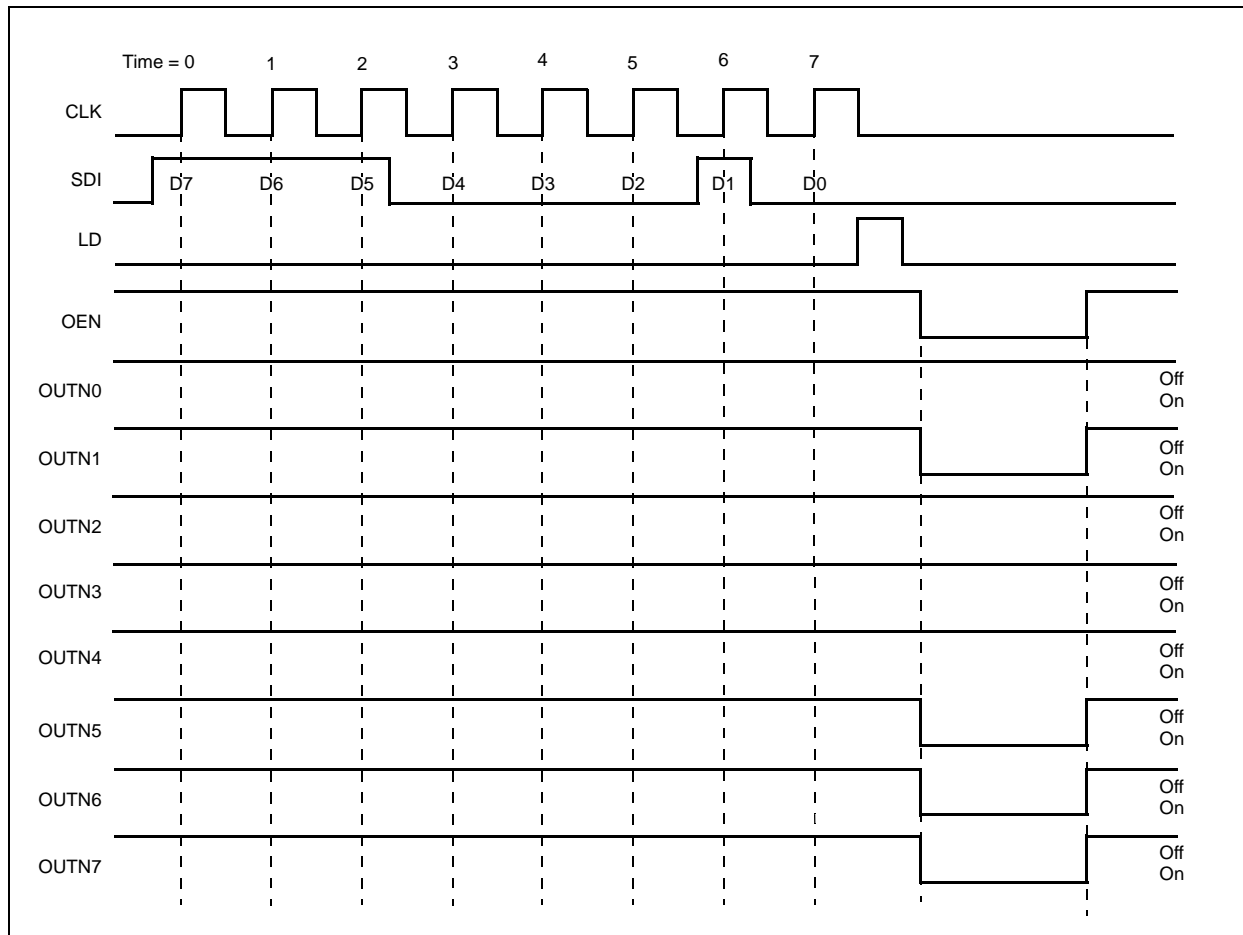 Time = 0 1 2 3 4 5 6 7
CLK
SDI D7 D6 D5 D4 D3 D2 D1 D0
LD
OEN
OUTN0 Off
On
OUTN1 Off
On
OUTN2 Off
On
OUTN3 Off
On
OUTN4 Off
On
OUTN5 Off
On
OUTN6 Off
On
OUTN7 Off
On